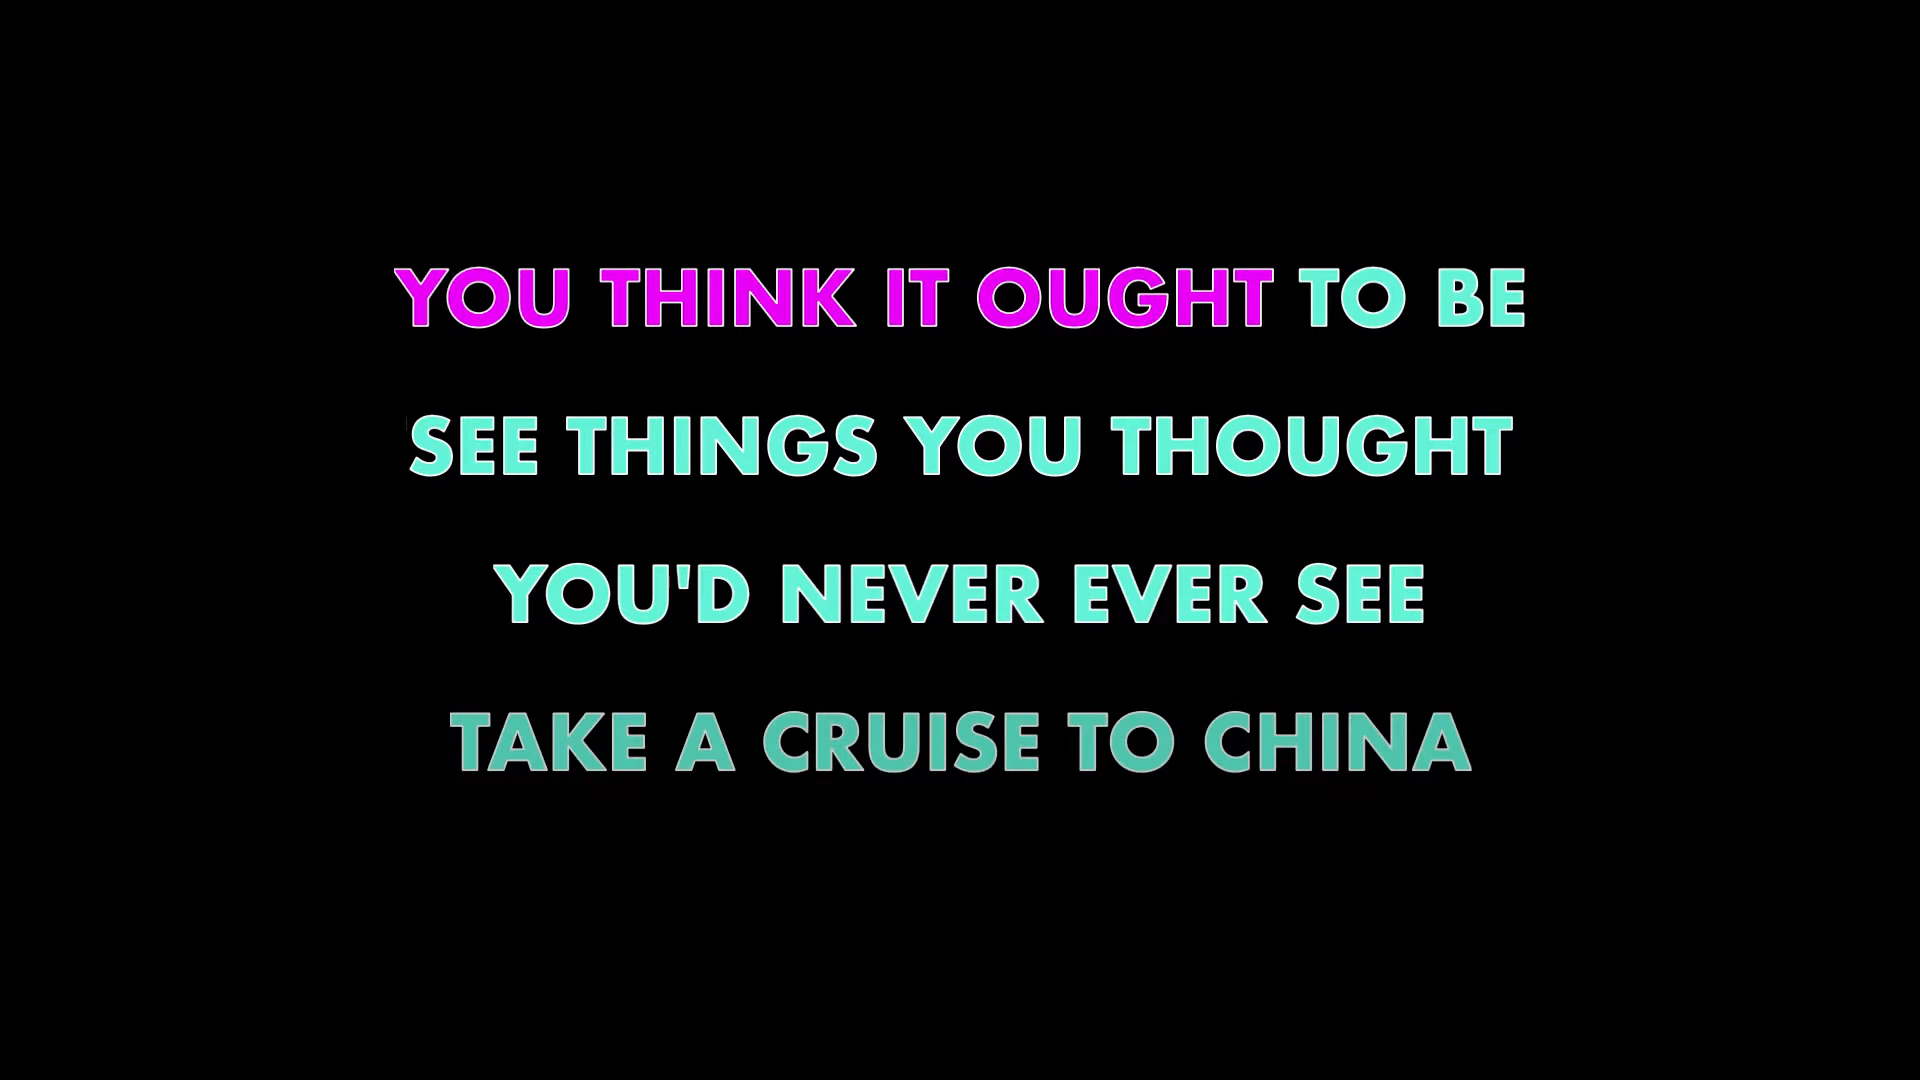 YOU THINK IT OUGHT TO BE
SEE THINGS YOU THOUGHT
YOU'D NEVER EVER SEE
TAKE A CRUISE TO CHINA